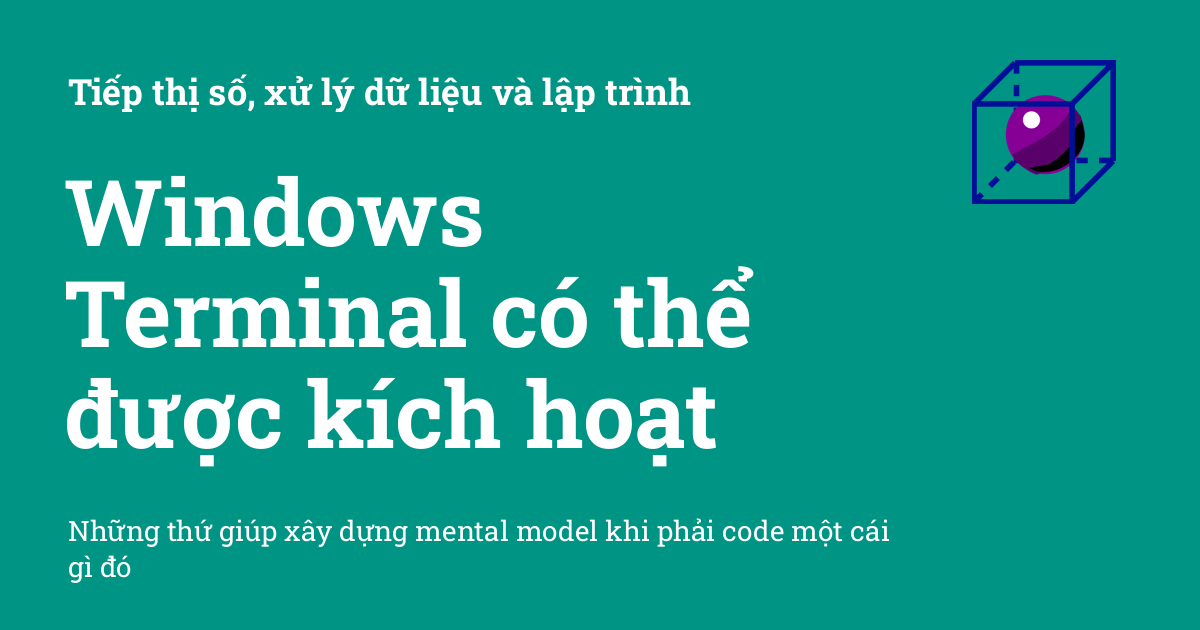 Tiếp thị số, xử lý dữ liệu và lập trình
Windows
Terminal có thể
được kích hoạt
Những thứ giúp xây dựng mental model khi phải code một cái
gì đó